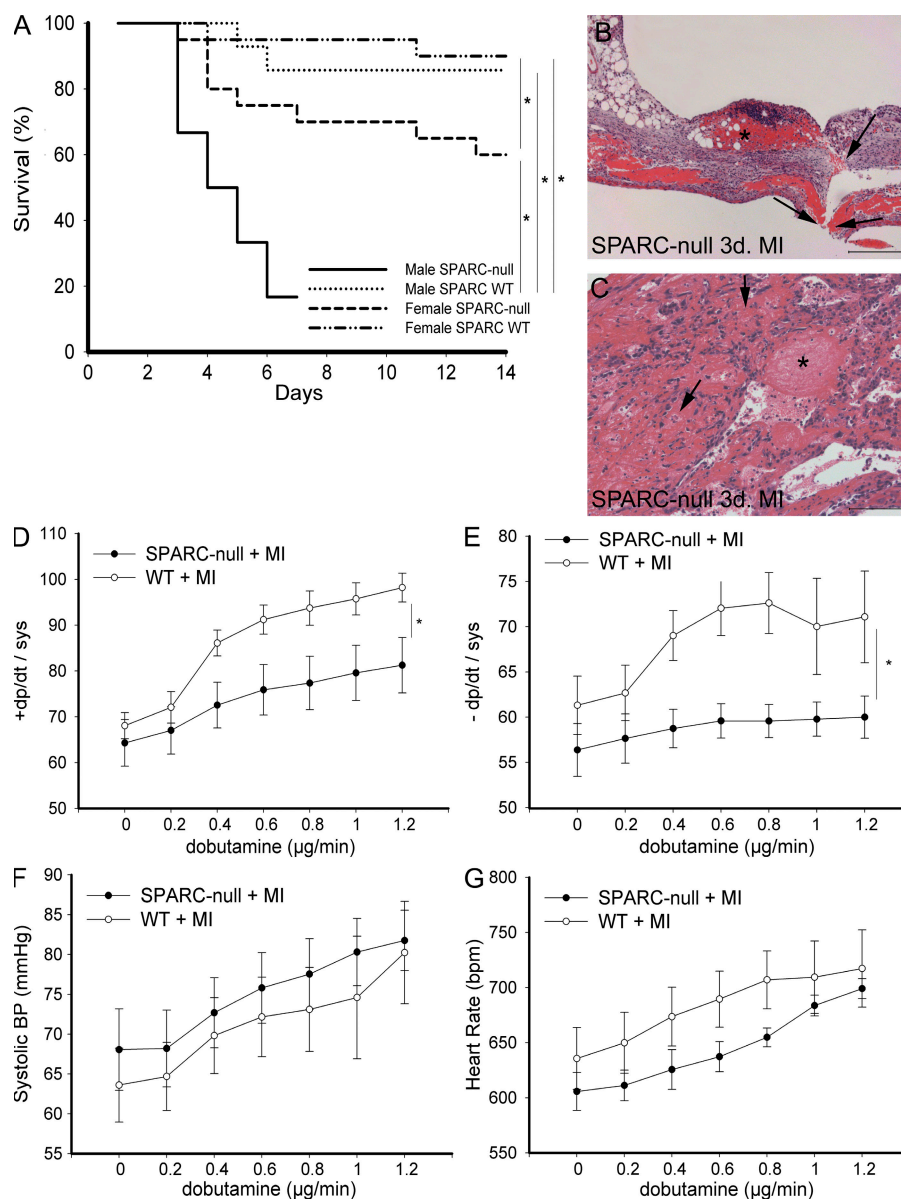 A
Survival (%)
100
80
60
40
20
0
0 2 4 6 8 10 12 14
Days
Male SPARC-null
Male SPARC WT
Female SPARC-null
Female SPARC WT
*
*
*
*
B
*
SPARC-null 3d. MI
C
*
SPARC-null 3d. MI
D
SPARC-null + MI
WT + MI
+dp/dt / sys
110
100
90
80
70
60
50
*
0 0.2 0.4 0.6 0.8 1 1.2
dobutamine (µg/min)
E
SPARC-null + MI
WT + MI
- dp/dt / sys
80
75
70
65
60
55
50
*
0 0.2 0.4 0.6 0.8 1 1.2
dobutamine (µg/min)
F
SPARC-null + MI
WT + MI
Systolic BP (mmHg)
90
85
80
75
70
65
60
55
0 0.2 0.4 0.6 0.8 1 1.2
dobutamine (µg/min)
G
SPARC-null + MI
WT + MI
Heart Rate (bpm)
800
750
700
650
600
550
0 0.2 0.4 0.6 0.8 1 1.2
dobutamine (µg/min)